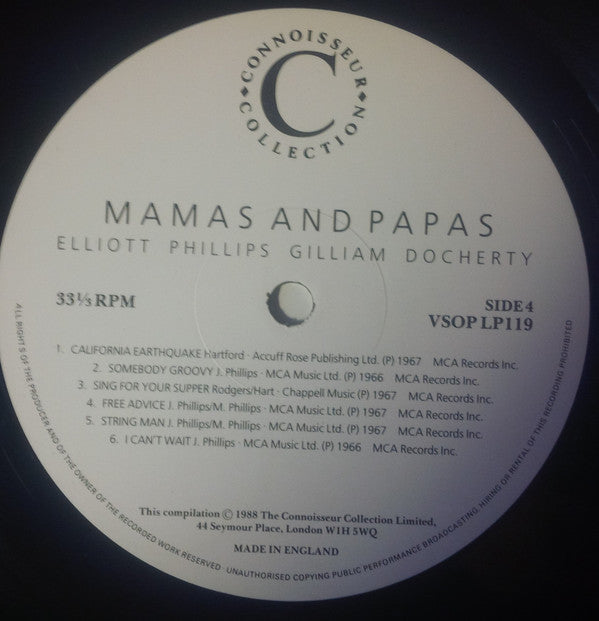 CONNOISSEUR
C
COLLECTION
MAMAS AND PAPAS
ELLIOTT PHILLIPS GILLIAM DOCHERTY
33⅓ RPM
SIDE 4
VSOP LP119
1. CALIFORNIA EARTHQUAKE Hartford · Accuff Rose Publishing Ltd. (P) 1967 MCA Records Inc.
2. SOMEBODY GROOVY J. Phillips · MCA Music Ltd. (P) 1966 MCA Records Inc.
3. SING FOR YOUR SUPPER Rodgers/Hart · Chappell Music (P) 1967 MCA Records Inc.
4. FREE ADVICE J. Phillips/M. Phillips · MCA Music Ltd. (P) 1967 MCA Records Inc.
5. STRING MAN J. Phillips/M. Phillips · MCA Music Ltd. (P) 1967 MCA Records Inc.
6. I CAN'T WAIT J. Phillips · MCA Music Ltd. (P) 1966 MCA Records Inc.
This compilation © 1988 The Connoisseur Collection Limited,
44 Seymour Place, London W1H 5WQ
MADE IN ENGLAND
ALL RIGHTS OF THE PRODUCER AND OF THE OWNER OF THE RECORDED WORK RESERVED · UNAUTHORISED COPYING PUBLIC PERFORMANCE BROADCASTING, HIRING OR RENTAL OF THIS RECORDING PROHIBITED